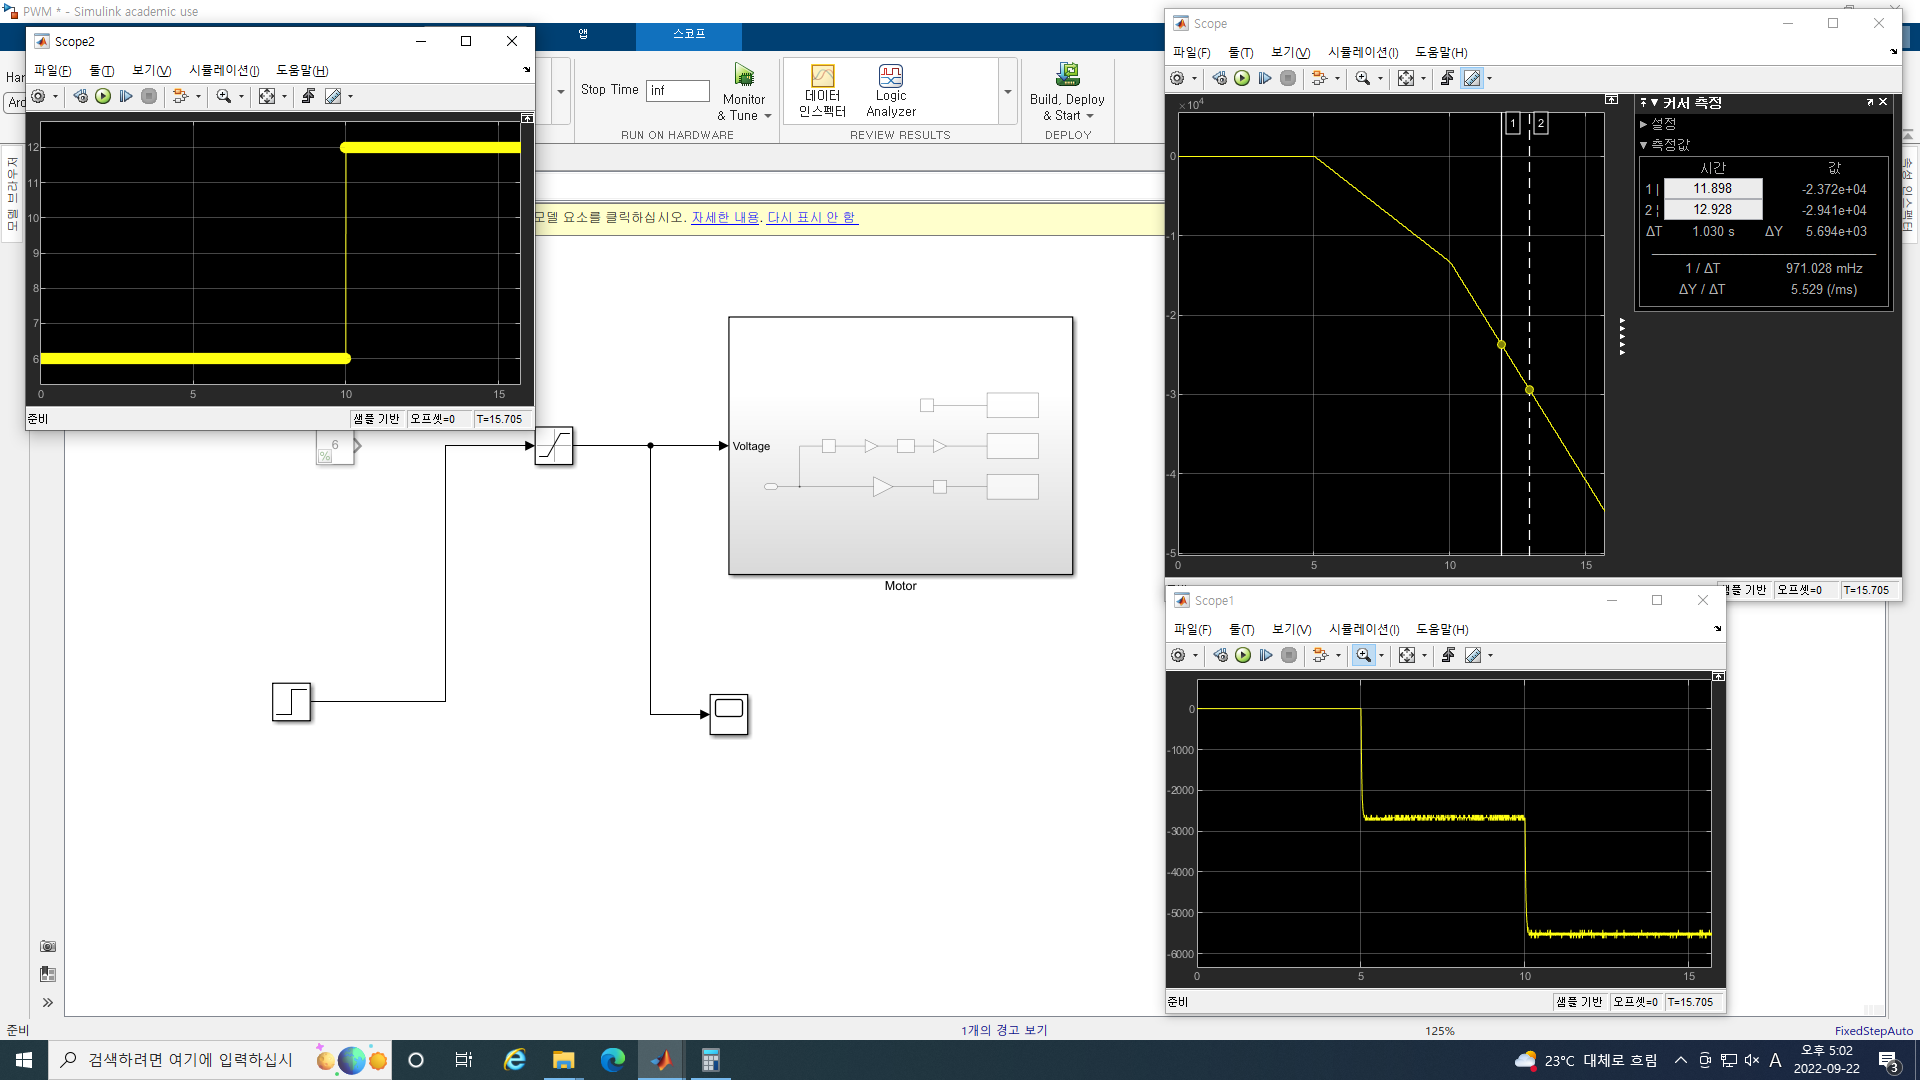 PWM * - Simulink academic use
앱
스코프
Stop Time
inf
Monitor
& Tune
RUN ON HARDWARE
데이터
인스펙터
Logic
Analyzer
REVIEW RESULTS
Build, Deploy
& Start
DEPLOY
Har
Ard
모델 브라우저
속성 인스펙터
모델 요소를 클릭하십시오. 자세한 내용. 다시 표시 안 함
Scope2
파일(F) 툴(T) 보기(V) 시뮬레이션(I) 도움말(H)
12
11
10
9
8
7
6
0 5 10 15
준비 샘플 기반 오프셋=0 T=15.705
6
%
Voltage
Motor
Scope
파일(F) 툴(T) 보기(V) 시뮬레이션(I) 도움말(H)
×10^4
1 2
0
-1
-2
-3
-4
-5
0 5 10 15
커서 측정
설정
측정값
시간 값
1 | 11.898 -2.372e+04
2 ¦ 12.928 -2.941e+04
ΔT 1.030 s ΔY 5.694e+03
1 / ΔT 971.028 mHz
ΔY / ΔT 5.529 (/ms)
샘플 기반 오프셋=0 T=15.705
Scope1
파일(F) 툴(T) 보기(V) 시뮬레이션(I) 도움말(H)
0
-1000
-2000
-3000
-4000
-5000
-6000
0 5 10 15
준비 샘플 기반 오프셋=0 T=15.705
준비 1개의 경고 보기 125% FixedStepAuto
검색하려면 여기에 입력하십시
23°C 대체로 흐림
A
오후 5:02
2022-09-22
3